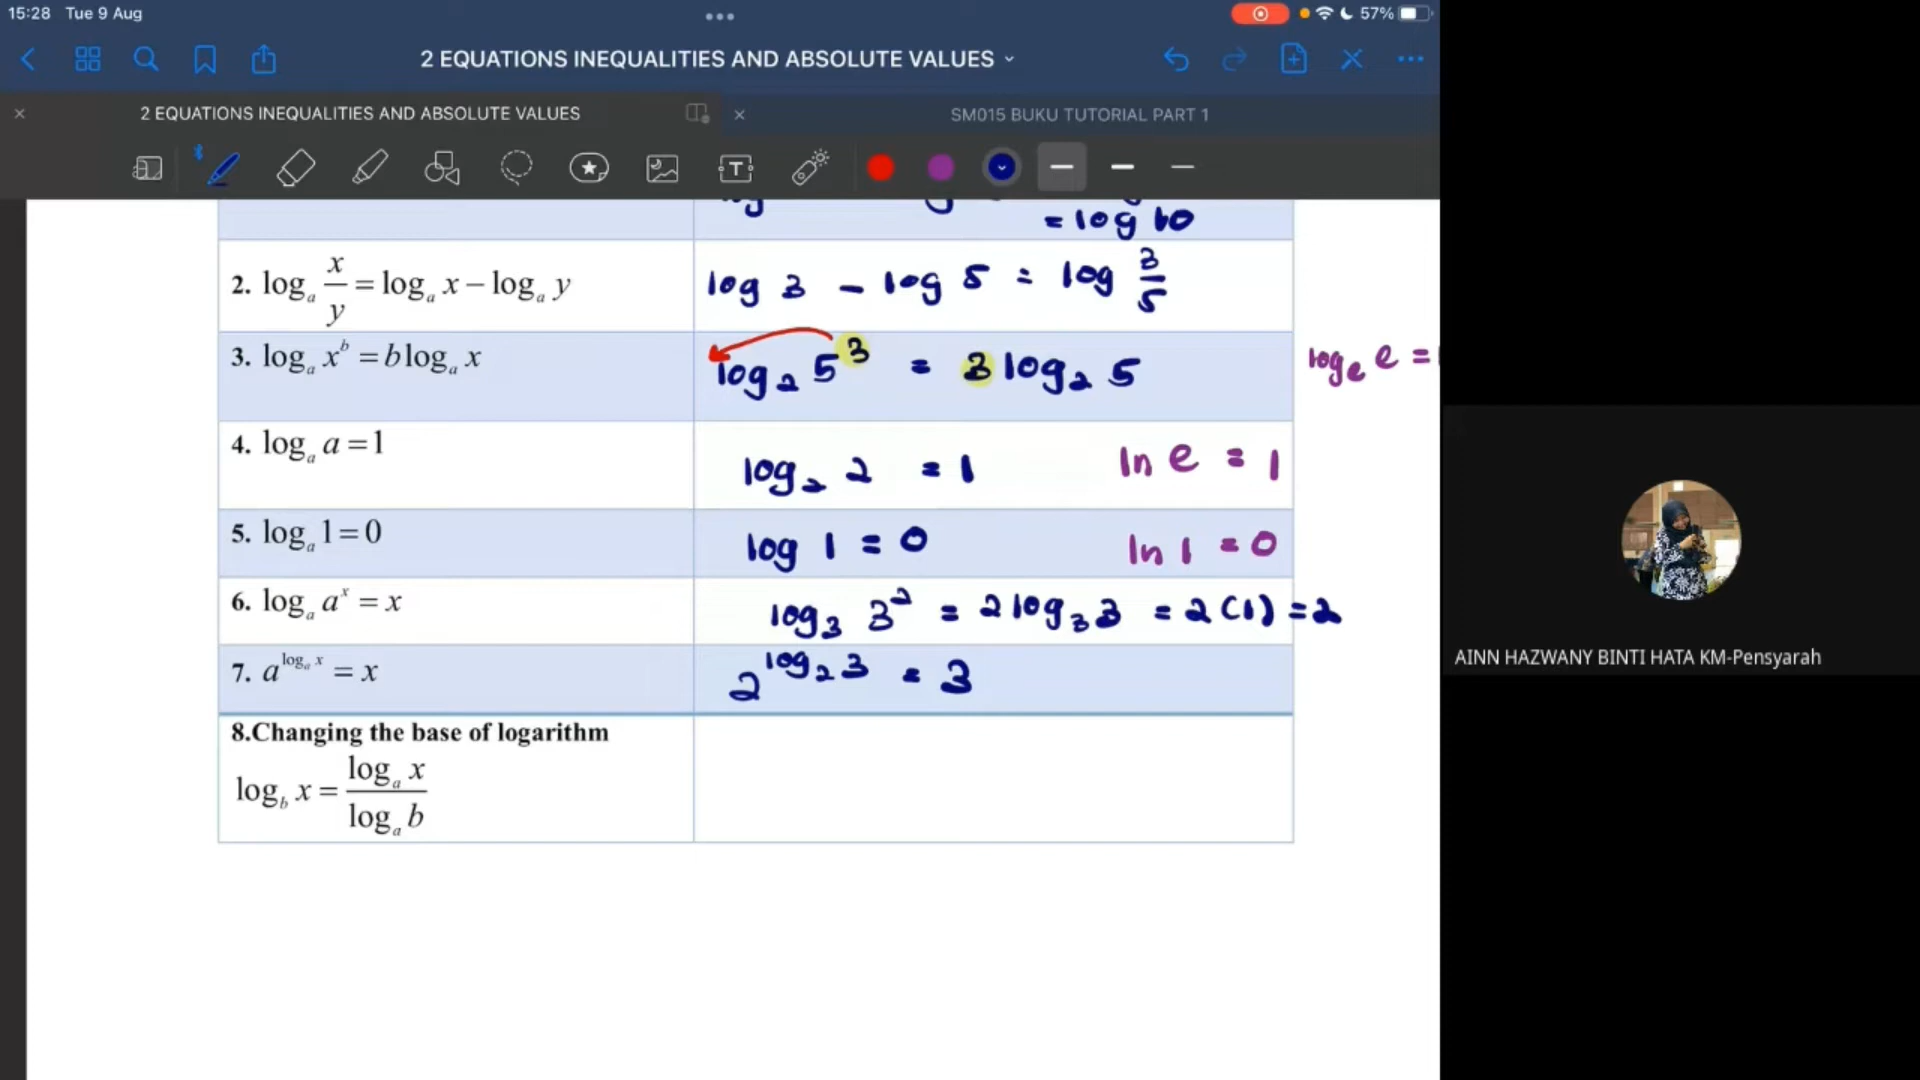 15:28 Tue 9 Aug
57%
2 EQUATIONS INEQUALITIES AND ABSOLUTE VALUES
2 EQUATIONS INEQUALITIES AND ABSOLUTE VALUES
SM015 BUKU TUTORIAL PART 1
= log 10
2. logₐ x/y = logₐ x − logₐ y
log 3 − log 5 = log 3/5
3. logₐ xᵇ = b logₐ x
log₂ 5³ = 3 log₂ 5
logₑ e =
4. logₐ a = 1
log₂ 2 = 1
ln e = 1
5. logₐ 1 = 0
log 1 = 0
ln 1 = 0
6. logₐ aˣ = x
log₃ 3² = 2 log₃ 3 = 2(1) = 2
7. a^(logₐ x) = x
2^(log₂ 3) = 3
8.Changing the base of logarithm
log_b x = logₐ x / logₐ b
AINN HAZWANY BINTI HATA KM-Pensyarah